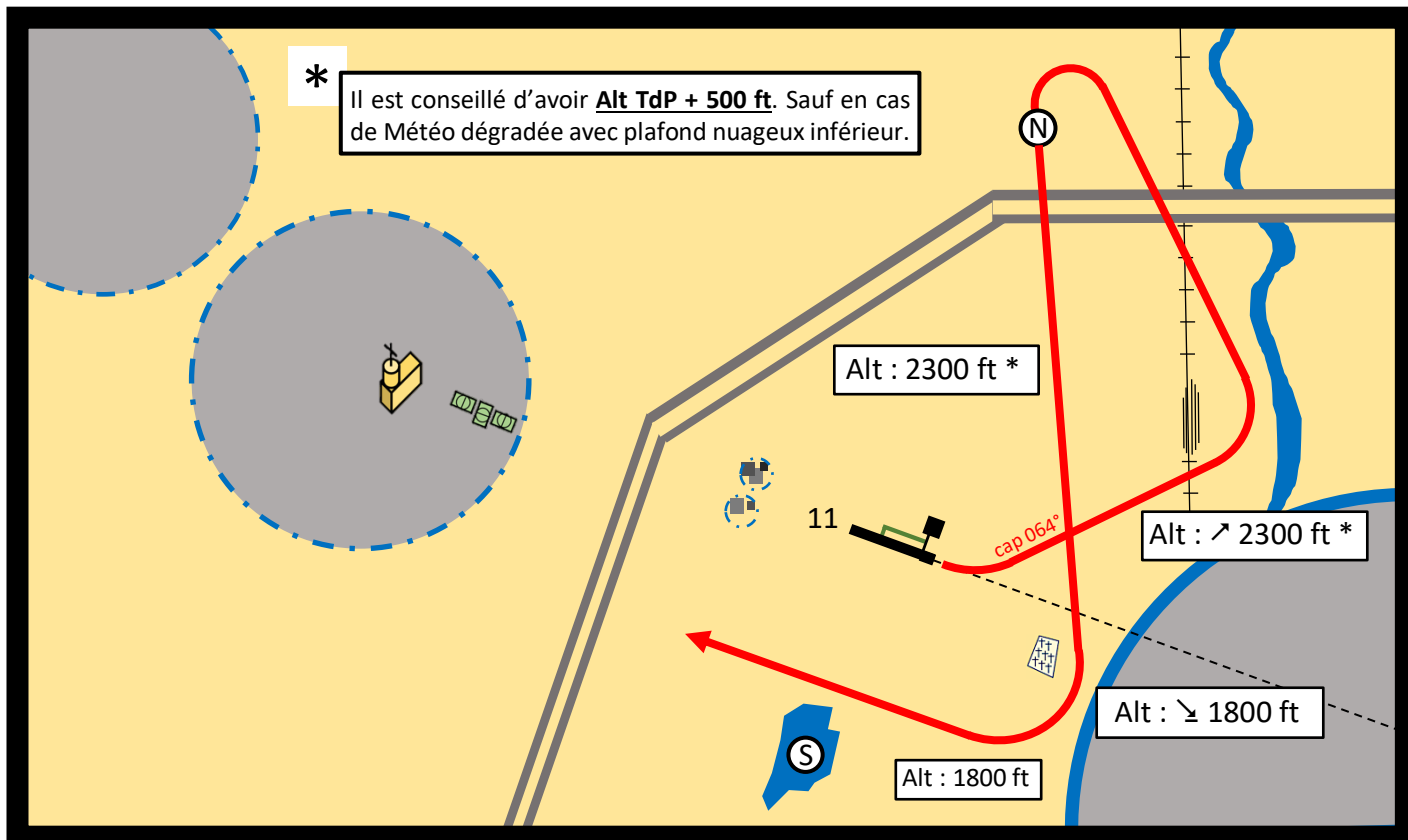 *
Il est conseillé d’avoir Alt TdP + 500 ft. Sauf en cas
de Météo dégradée avec plafond nuageux inférieur.
N
Alt : 2300 ft *
11
cap 064°
Alt : ➚ 2300 ft *
Alt : ➘ 1800 ft
S
Alt : 1800 ft